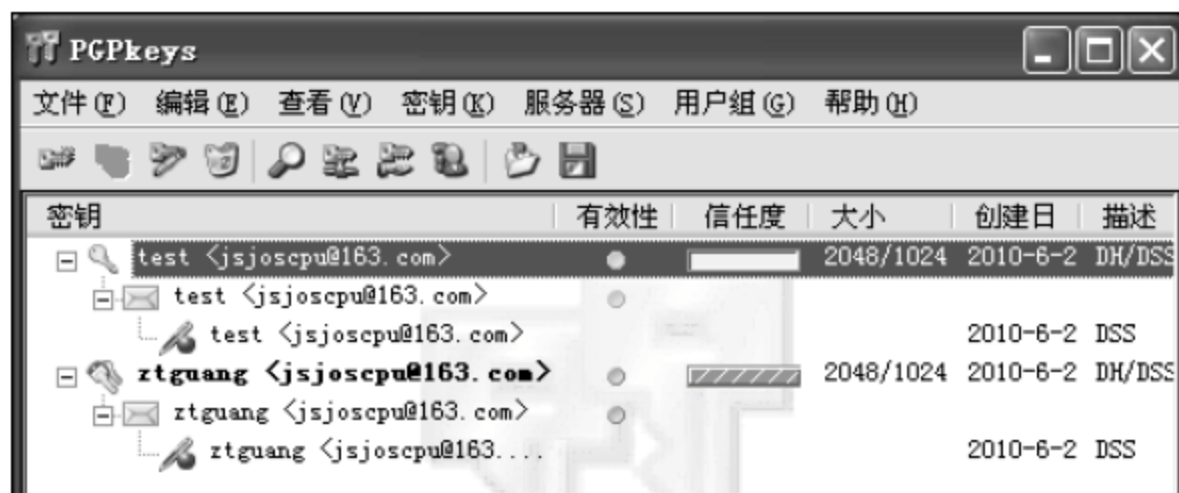 PGPkeys
文件(F) 编辑(E) 查看(V) 密钥(K) 服务器(S) 用户组(G) 帮助(H)
密钥 有效性 信任度 大小 创建日 描述
test <jsjoscpu@163.com> 2048/1024 2010-6-2 DH/DSS
test <jsjoscpu@163.com>
test <jsjoscpu@163.com> 2010-6-2 DSS
ztguang <jsjoscpu@163.com> 2048/1024 2010-6-2 DH/DSS
ztguang <jsjoscpu@163.com>
ztguang <jsjoscpu@163.... 2010-6-2 DSS